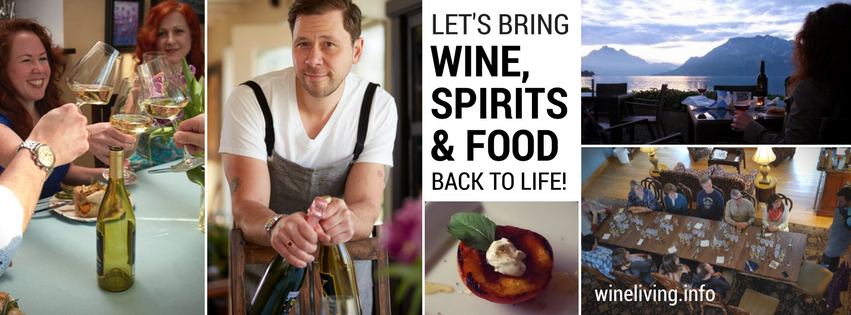 LET'S BRING
WINE,
SPIRITS
& FOOD
BACK TO LIFE!
wineliving.info